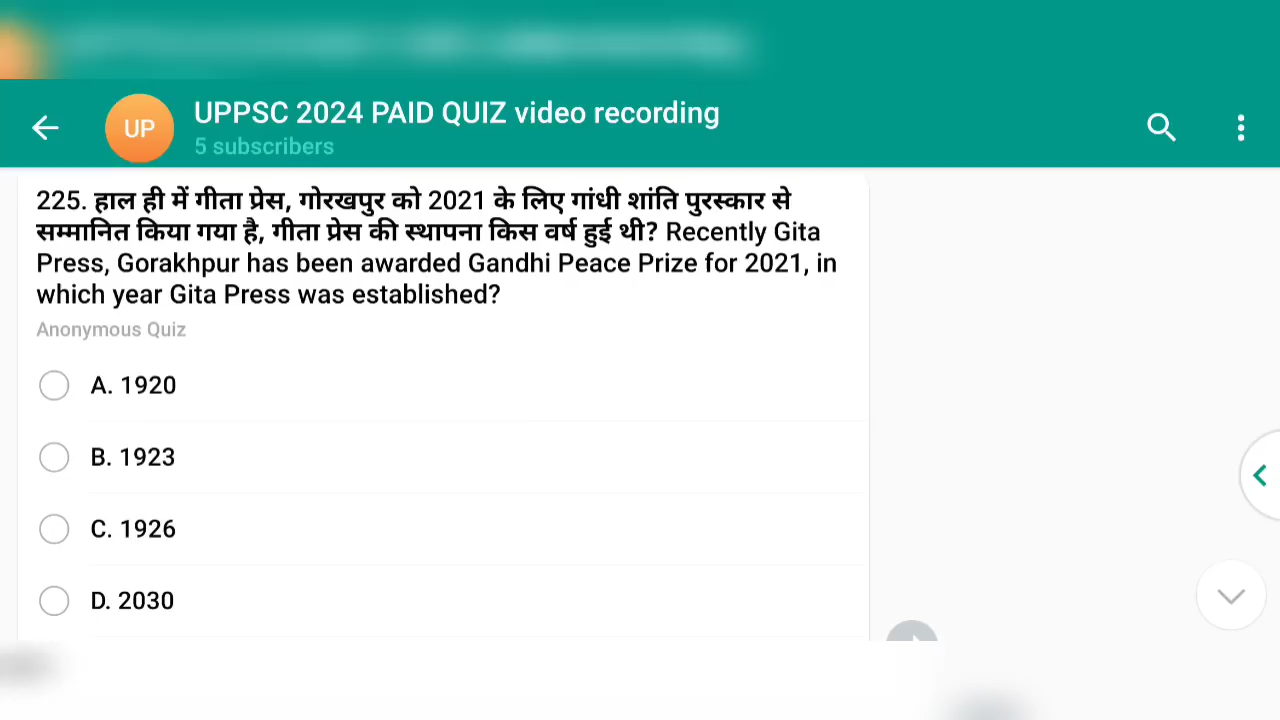 UP
UPPSC 2024 PAID QUIZ video recording
5 subscribers
225. हाल ही में गीता प्रेस, गोरखपुर को 2021 के लिए गांधी शांति पुरस्कार से
सम्मानित किया गया है, गीता प्रेस की स्थापना किस वर्ष हुई थी? Recently Gita
Press, Gorakhpur has been awarded Gandhi Peace Prize for 2021, in
which year Gita Press was established?
Anonymous Quiz
A. 1920
B. 1923
C. 1926
D. 2030